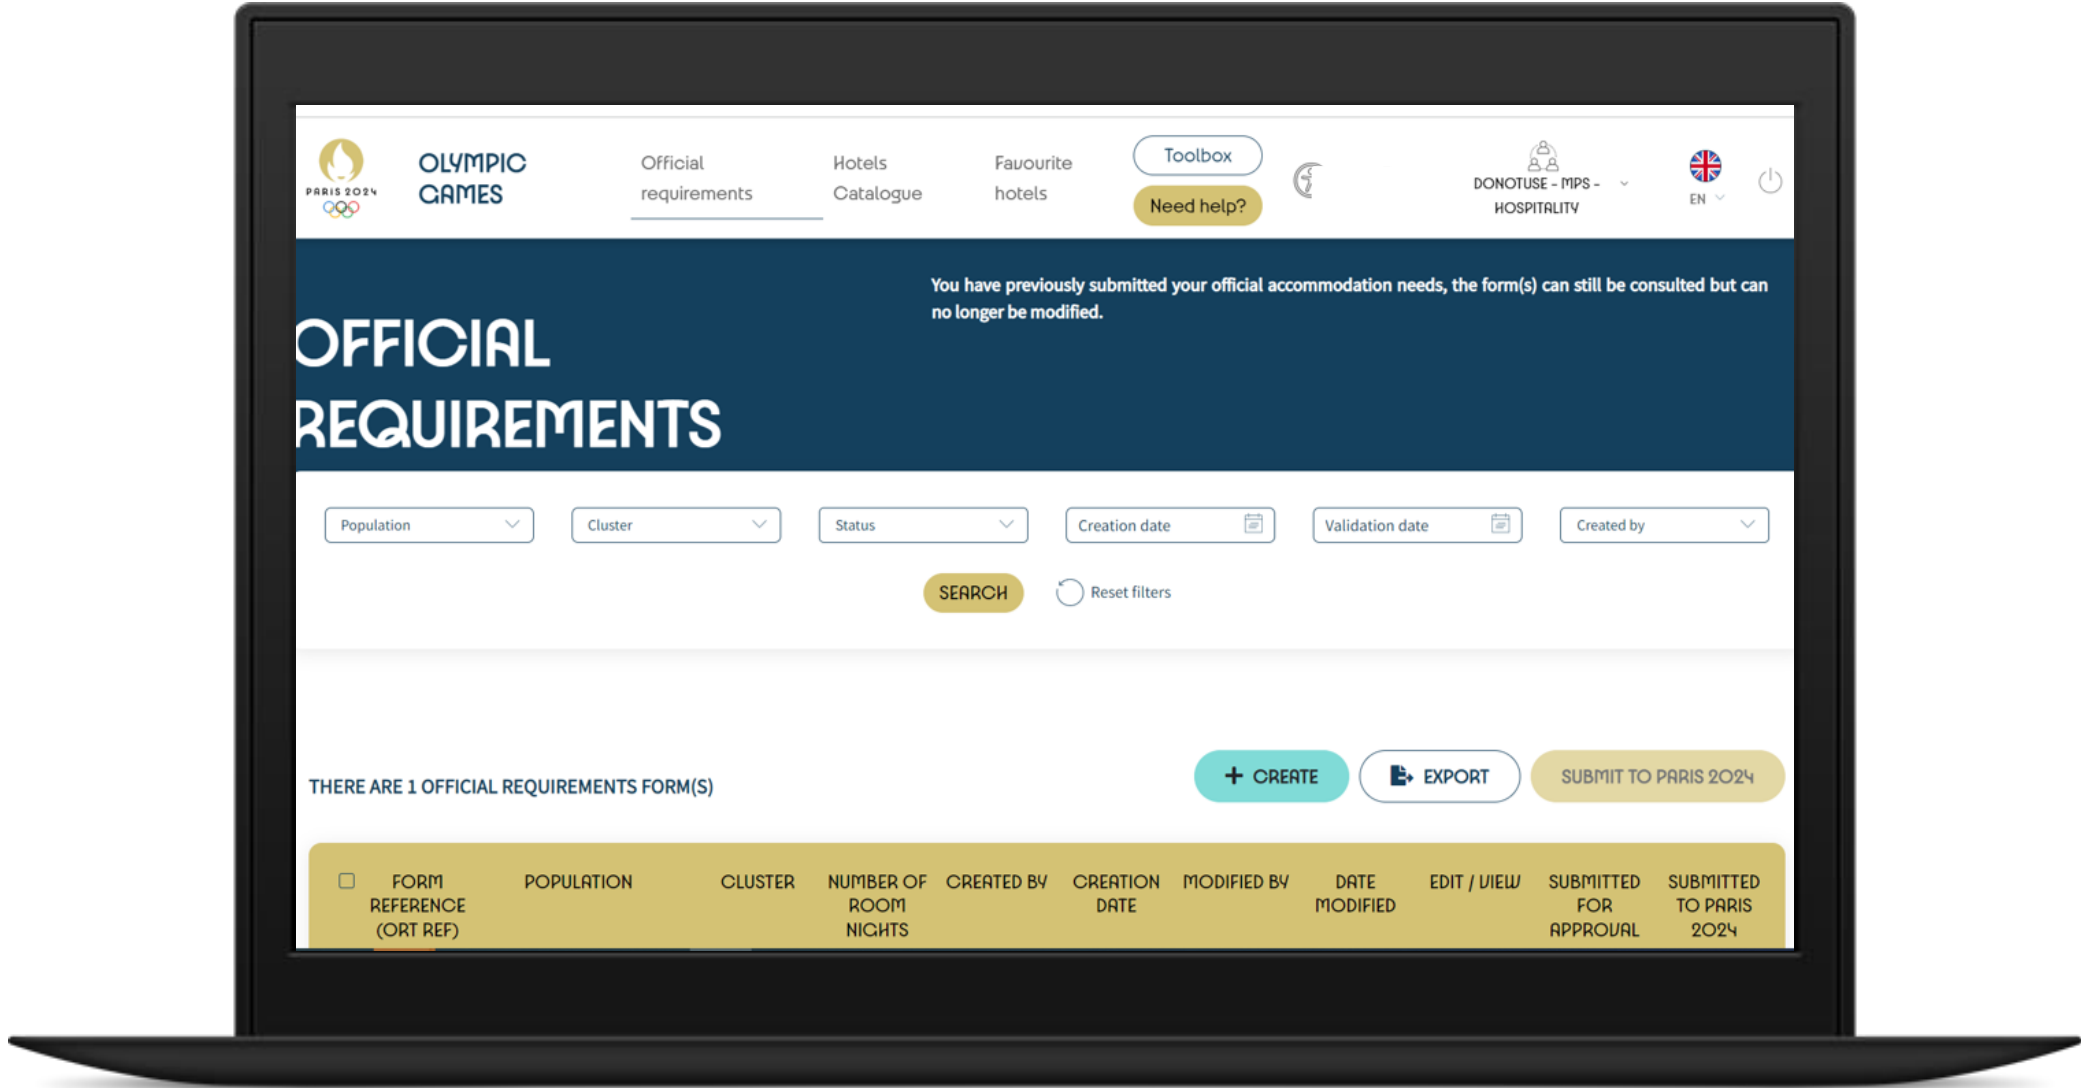 PARIS 2024
OLYMPIC
GAMES
Official
requirements
Hotels
Catalogue
Favourite
hotels
Toolbox
Need help?
DONOTUSE - MPS -
HOSPITALITY
EN
You have previously submitted your official accommodation needs, the form(s) can still be consulted but can
no longer be modified.
OFFICIAL
REQUIREMENTS
Population
Cluster
Status
Creation date
Validation date
Created by
SEARCH
Reset filters
THERE ARE 1 OFFICIAL REQUIREMENTS FORM(S)
+ CREATE
EXPORT
SUBMIT TO PARIS 2024
FORM
REFERENCE
(ORT REF)
POPULATION
CLUSTER
NUMBER OF
ROOM
NIGHTS
CREATED BY
CREATION
DATE
MODIFIED BY
DATE
MODIFIED
EDIT / VIEW
SUBMITTED
FOR
APPROVAL
SUBMITTED
TO PARIS
2024